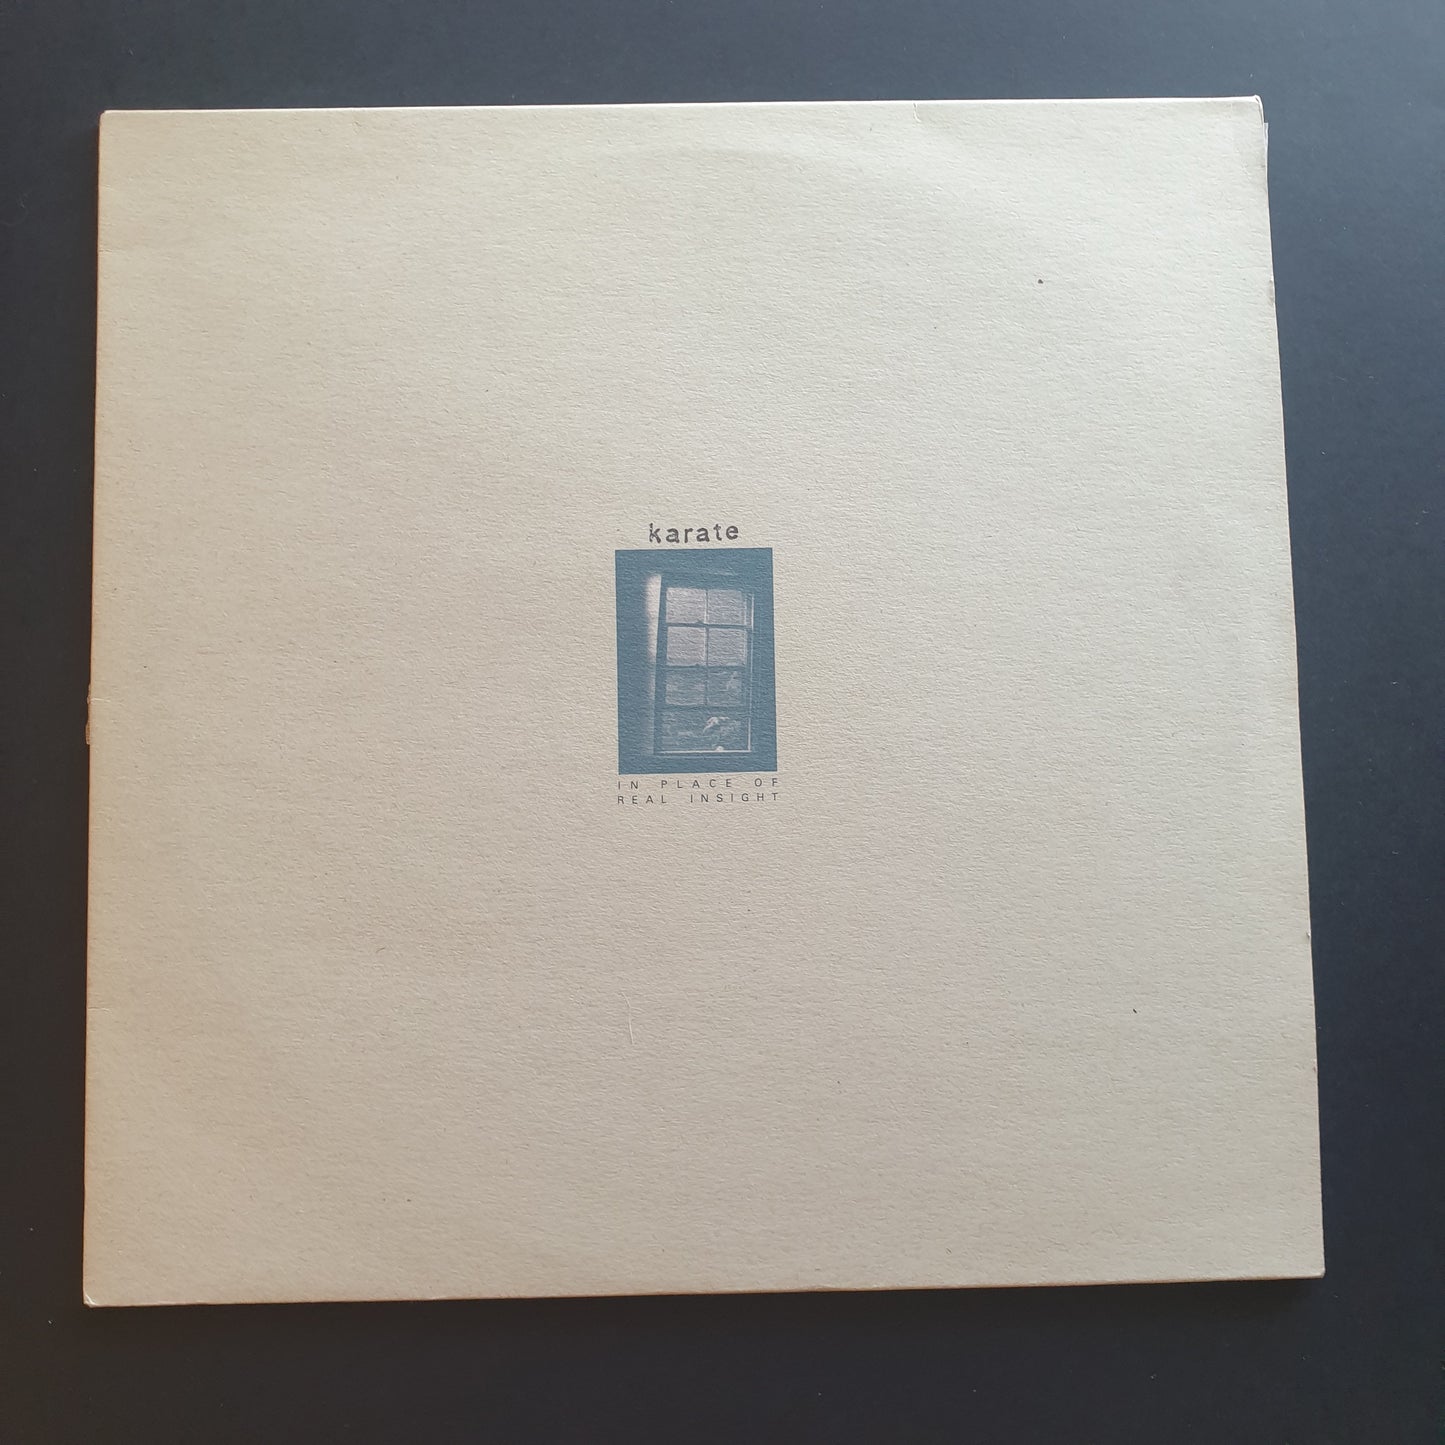 karate
IN PLACE OF
REAL INSIGHT